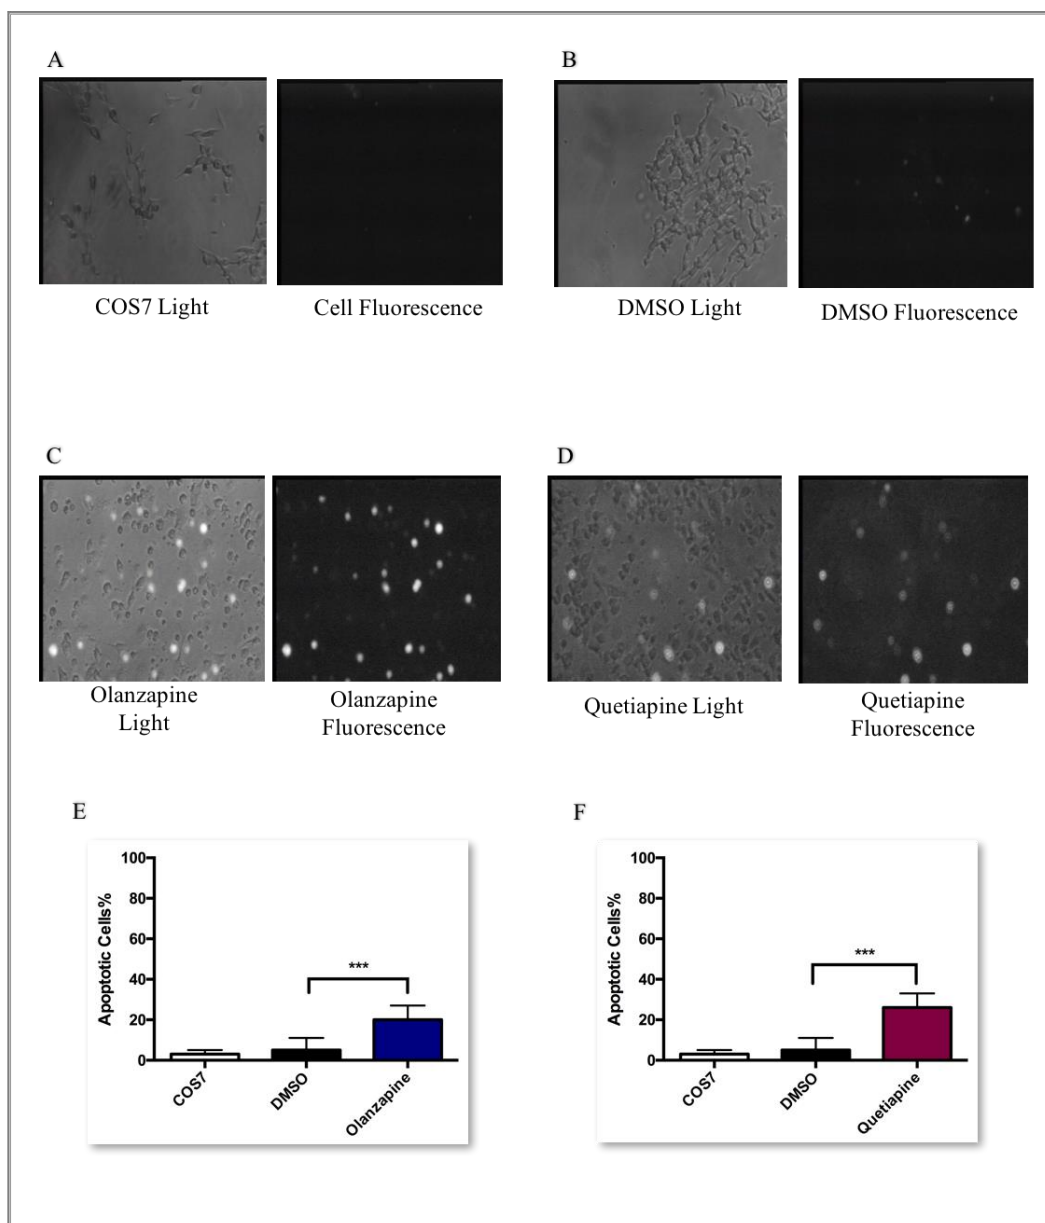 A
B
COS7 Light
Cell Fluorescence
DMSO Light
DMSO Fluorescence
C
D
Olanzapine
Light
Olanzapine
Fluorescence
Quetiapine Light
Quetiapine
Fluorescence
E
F
Apoptotic Cells%
100
80
60
40
20
0
***
COS7
DMSO
Olanzapine
Apoptotic Cells%
100
80
60
40
20
0
***
COS7
DMSO
Quetiapine